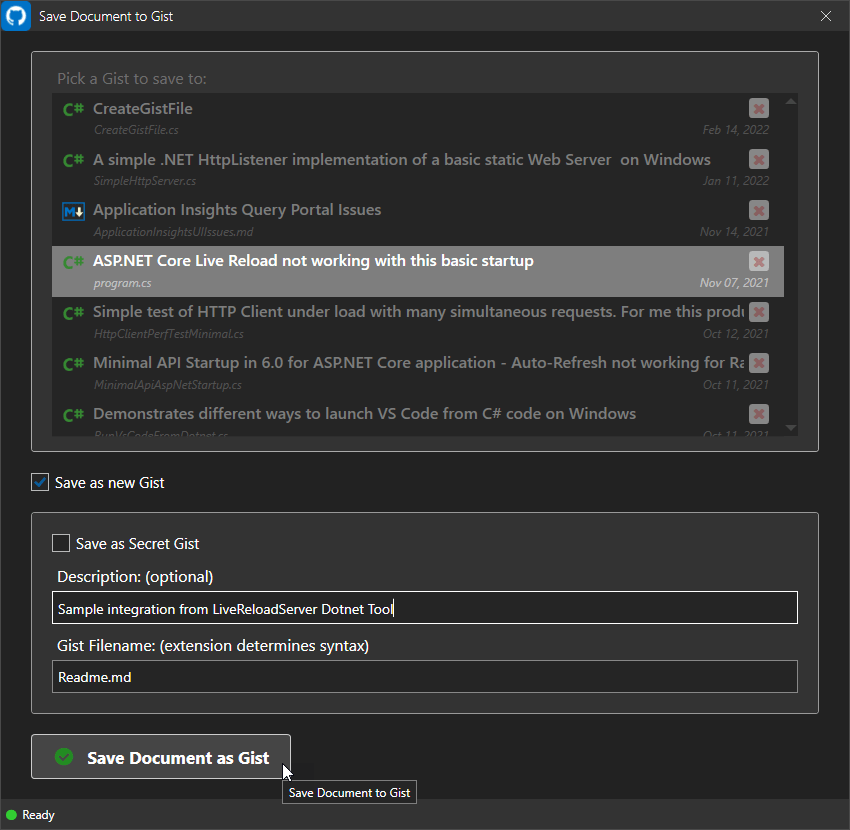 Save Document to Gist
Pick a Gist to save to:
C# CreateGistFile
CreateGistFile.cs Feb 14, 2022
C# A simple .NET HttpListener implementation of a basic static Web Server on Windows
SimpleHttpServer.cs Jan 11, 2022
M Application Insights Query Portal Issues
ApplicationInsightsUIIssues.md Nov 14, 2021
C# ASP.NET Core Live Reload not working with this basic startup
program.cs Nov 07, 2021
C# Simple test of HTTP Client under load with many simultaneous requests. For me this produ
HttpClientPerfTestMinimal.cs Oct 12, 2021
C# Minimal API Startup in 6.0 for ASP.NET Core application - Auto-Refresh not working for Ra
MinimalApiAspNetStartup.cs Oct 11, 2021
C# Demonstrates different ways to launch VS Code from C# code on Windows
RunVsCodeFromDotnet.cs Oct 11, 2021
Save as new Gist
Save as Secret Gist
Description: (optional)
Sample integration from LiveReloadServer Dotnet Tool
Gist Filename: (extension determines syntax)
Readme.md
Save Document as Gist
Save Document to Gist
Ready